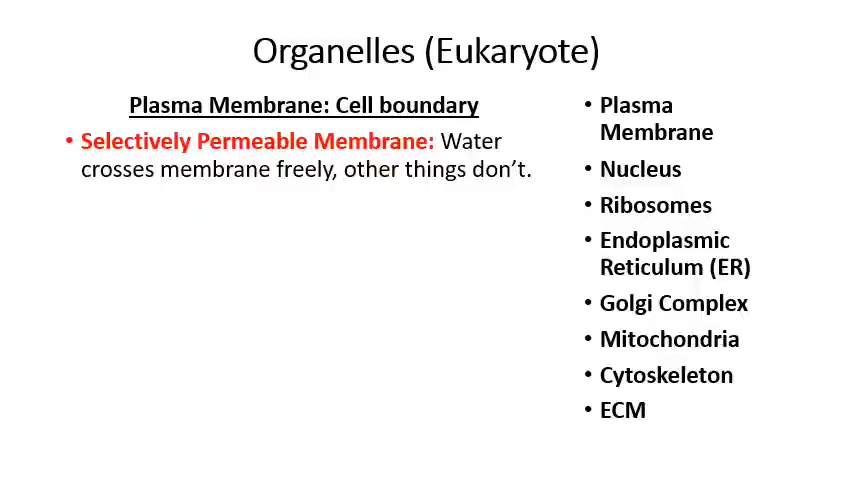 Organelles (Eukaryote)
Plasma Membrane: Cell boundary
• Selectively Permeable Membrane: Water
crosses membrane freely, other things don’t.
• Plasma
Membrane
• Nucleus
• Ribosomes
• Endoplasmic
Reticulum (ER)
• Golgi Complex
• Mitochondria
• Cytoskeleton
• ECM